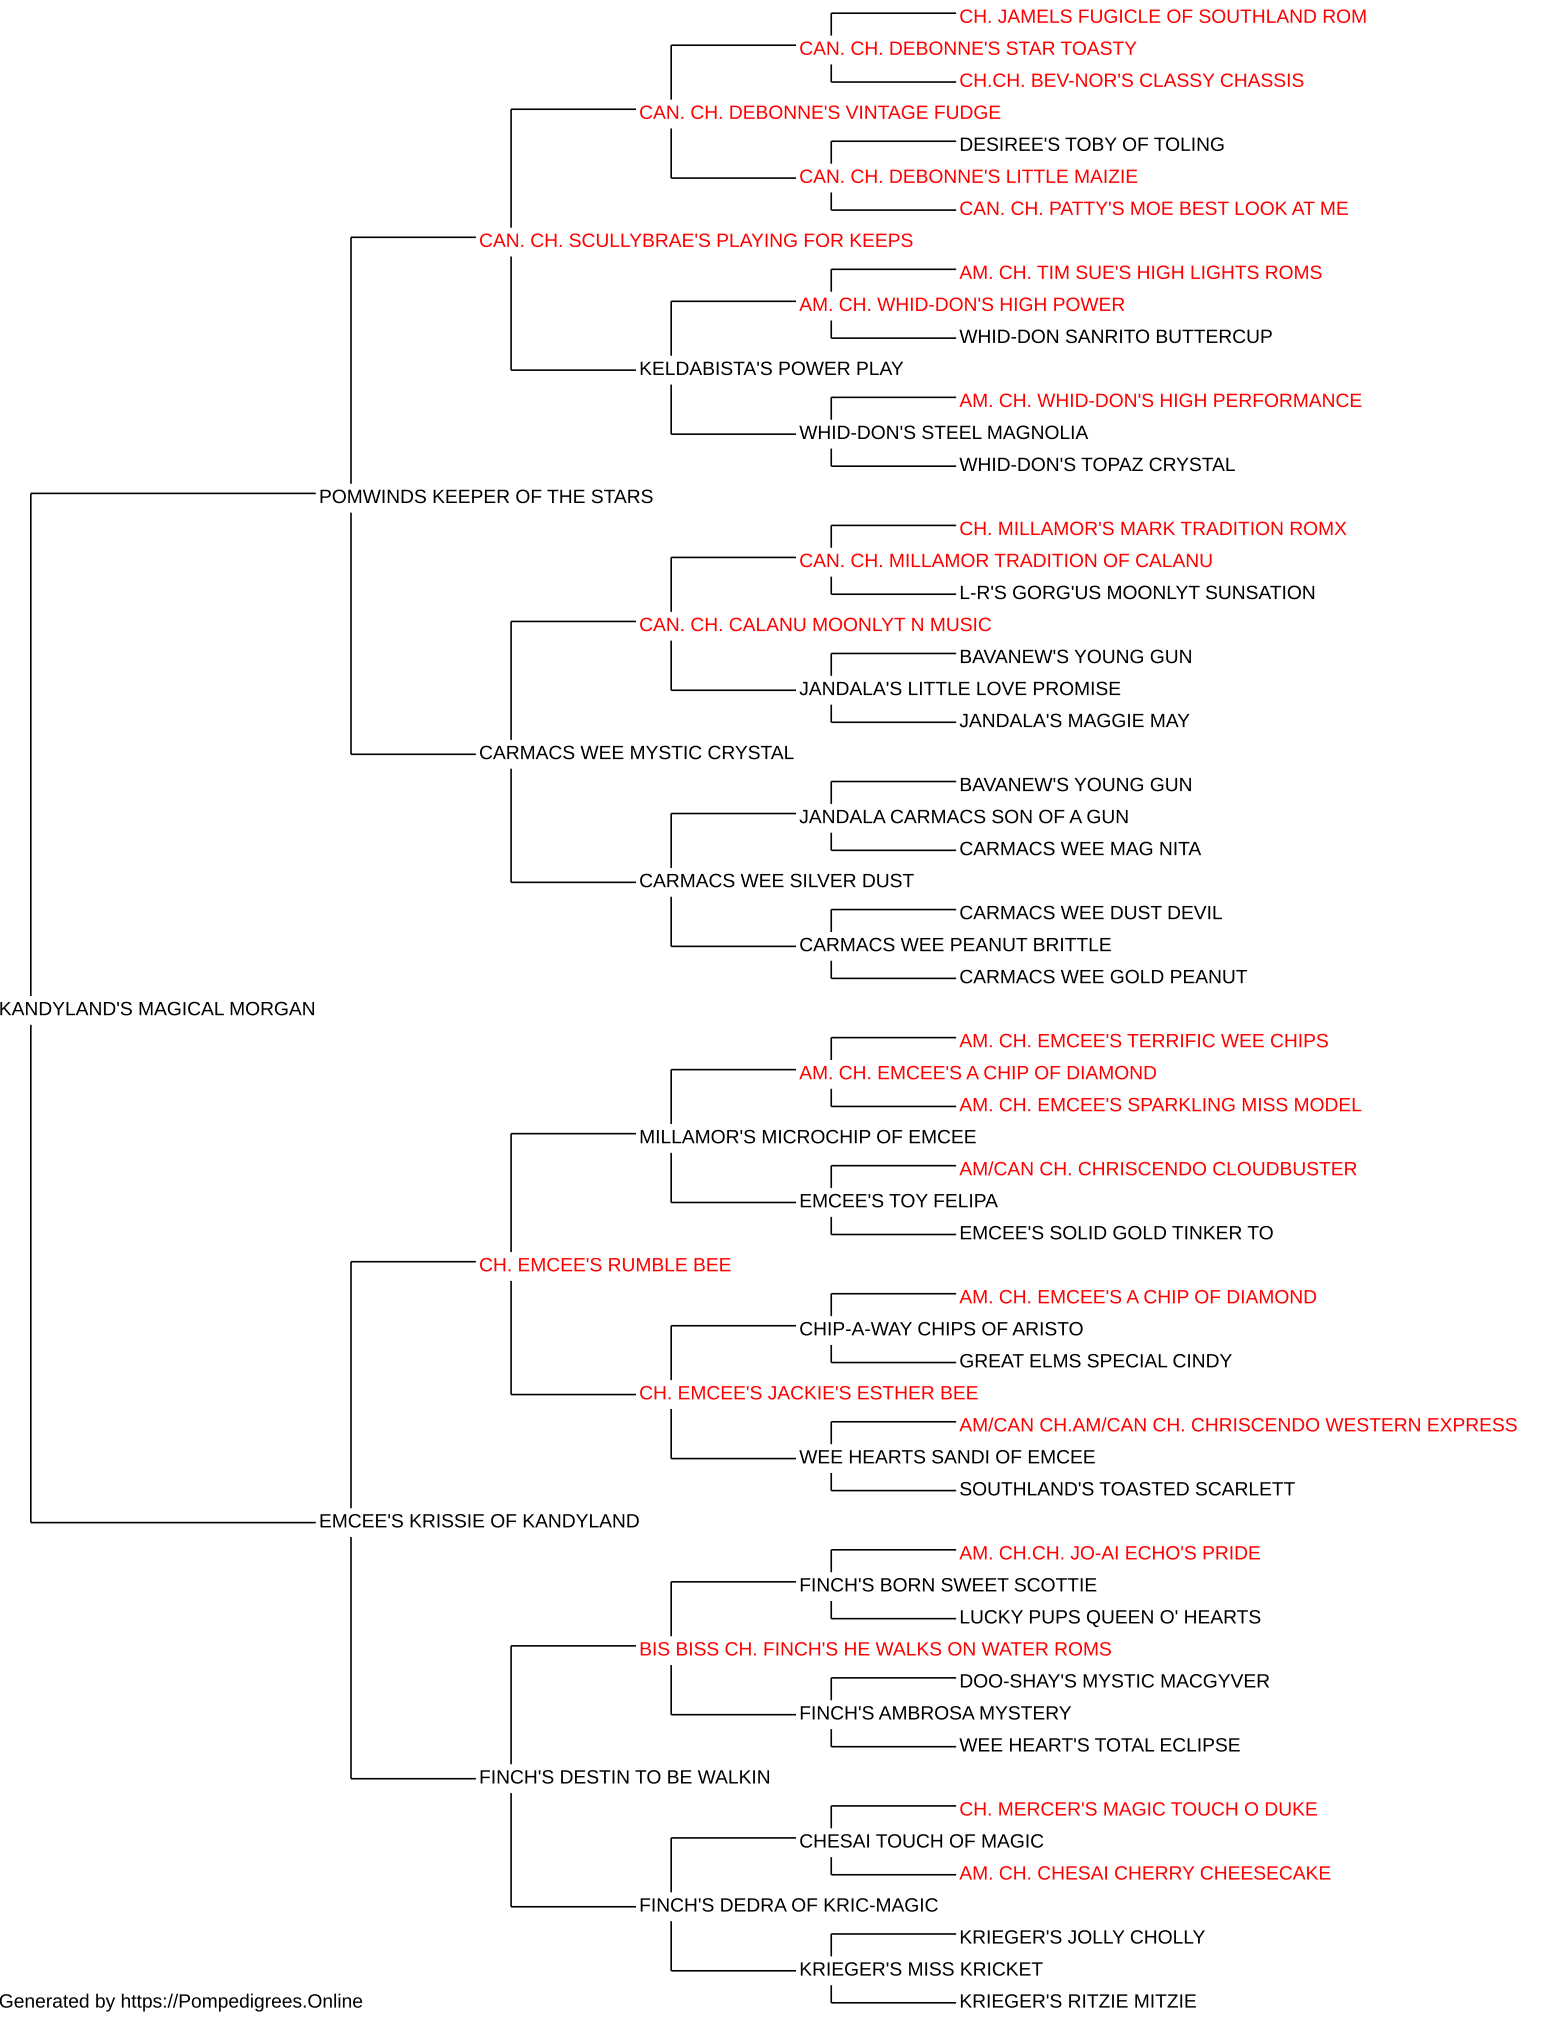 CH. JAMELS FUGICLE OF SOUTHLAND ROM
CAN. CH. DEBONNE'S STAR TOASTY
CH.CH. BEV-NOR'S CLASSY CHASSIS
CAN. CH. DEBONNE'S VINTAGE FUDGE
DESIREE'S TOBY OF TOLING
CAN. CH. DEBONNE'S LITTLE MAIZIE
CAN. CH. PATTY'S MOE BEST LOOK AT ME
CAN. CH. SCULLYBRAE'S PLAYING FOR KEEPS
AM. CH. TIM SUE'S HIGH LIGHTS ROMS
AM. CH. WHID-DON'S HIGH POWER
WHID-DON SANRITO BUTTERCUP
KELDABISTA'S POWER PLAY
AM. CH. WHID-DON'S HIGH PERFORMANCE
WHID-DON'S STEEL MAGNOLIA
WHID-DON'S TOPAZ CRYSTAL
POMWINDS KEEPER OF THE STARS
CH. MILLAMOR'S MARK TRADITION ROMX
CAN. CH. MILLAMOR TRADITION OF CALANU
L-R'S GORG'US MOONLYT SUNSATION
CAN. CH. CALANU MOONLYT N MUSIC
BAVANEW'S YOUNG GUN
JANDALA'S LITTLE LOVE PROMISE
JANDALA'S MAGGIE MAY
CARMACS WEE MYSTIC CRYSTAL
BAVANEW'S YOUNG GUN
JANDALA CARMACS SON OF A GUN
CARMACS WEE MAG NITA
CARMACS WEE SILVER DUST
CARMACS WEE DUST DEVIL
CARMACS WEE PEANUT BRITTLE
CARMACS WEE GOLD PEANUT
KANDYLAND'S MAGICAL MORGAN
AM. CH. EMCEE'S TERRIFIC WEE CHIPS
AM. CH. EMCEE'S A CHIP OF DIAMOND
AM. CH. EMCEE'S SPARKLING MISS MODEL
MILLAMOR'S MICROCHIP OF EMCEE
AM/CAN CH. CHRISCENDO CLOUDBUSTER
EMCEE'S TOY FELIPA
EMCEE'S SOLID GOLD TINKER TO
CH. EMCEE'S RUMBLE BEE
AM. CH. EMCEE'S A CHIP OF DIAMOND
CHIP-A-WAY CHIPS OF ARISTO
GREAT ELMS SPECIAL CINDY
CH. EMCEE'S JACKIE'S ESTHER BEE
AM/CAN CH.AM/CAN CH. CHRISCENDO WESTERN EXPRESS
WEE HEARTS SANDI OF EMCEE
SOUTHLAND'S TOASTED SCARLETT
EMCEE'S KRISSIE OF KANDYLAND
AM. CH.CH. JO-AI ECHO'S PRIDE
FINCH'S BORN SWEET SCOTTIE
LUCKY PUPS QUEEN O' HEARTS
BIS BISS CH. FINCH'S HE WALKS ON WATER ROMS
DOO-SHAY'S MYSTIC MACGYVER
FINCH'S AMBROSA MYSTERY
WEE HEART'S TOTAL ECLIPSE
FINCH'S DESTIN TO BE WALKIN
CH. MERCER'S MAGIC TOUCH O DUKE
CHESAI TOUCH OF MAGIC
AM. CH. CHESAI CHERRY CHEESECAKE
FINCH'S DEDRA OF KRIC-MAGIC
KRIEGER'S JOLLY CHOLLY
KRIEGER'S MISS KRICKET
KRIEGER'S RITZIE MITZIE
Generated by https://Pompedigrees.Online